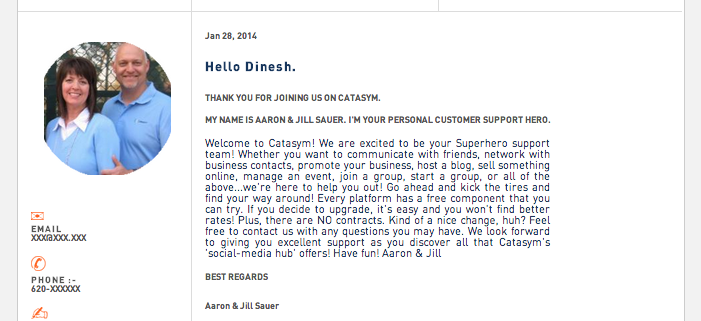 Jan 28, 2014
Hello Dinesh.
THANK YOU FOR JOINING US ON CATASYM.
MY NAME IS AARON & JILL SAUER. I'M YOUR PERSONAL CUSTOMER SUPPORT HERO.
Welcome to Catasym! We are excited to be your Superhero support
team! Whether you want to communicate with friends, network with
business contacts, promote your business, host a blog, sell something
online, manage an event, join a group, start a group, or all of the
above...we're here to help you out! Go ahead and kick the tires and
find your way around! Every platform has a free component that you
can try. If you decide to upgrade, it's easy and you won't find better
rates! Plus, there are NO contracts. Kind of a nice change, huh? Feel
free to contact us with any questions you may have. We look forward
to giving you excellent support as you discover all that Catasym's
'social-media hub' offers! Have fun! Aaron & Jill
BEST REGARDS
Aaron & Jill Sauer
EMAIL
XXX@XXX.XXX
PHONE :-
620-XXXXXX